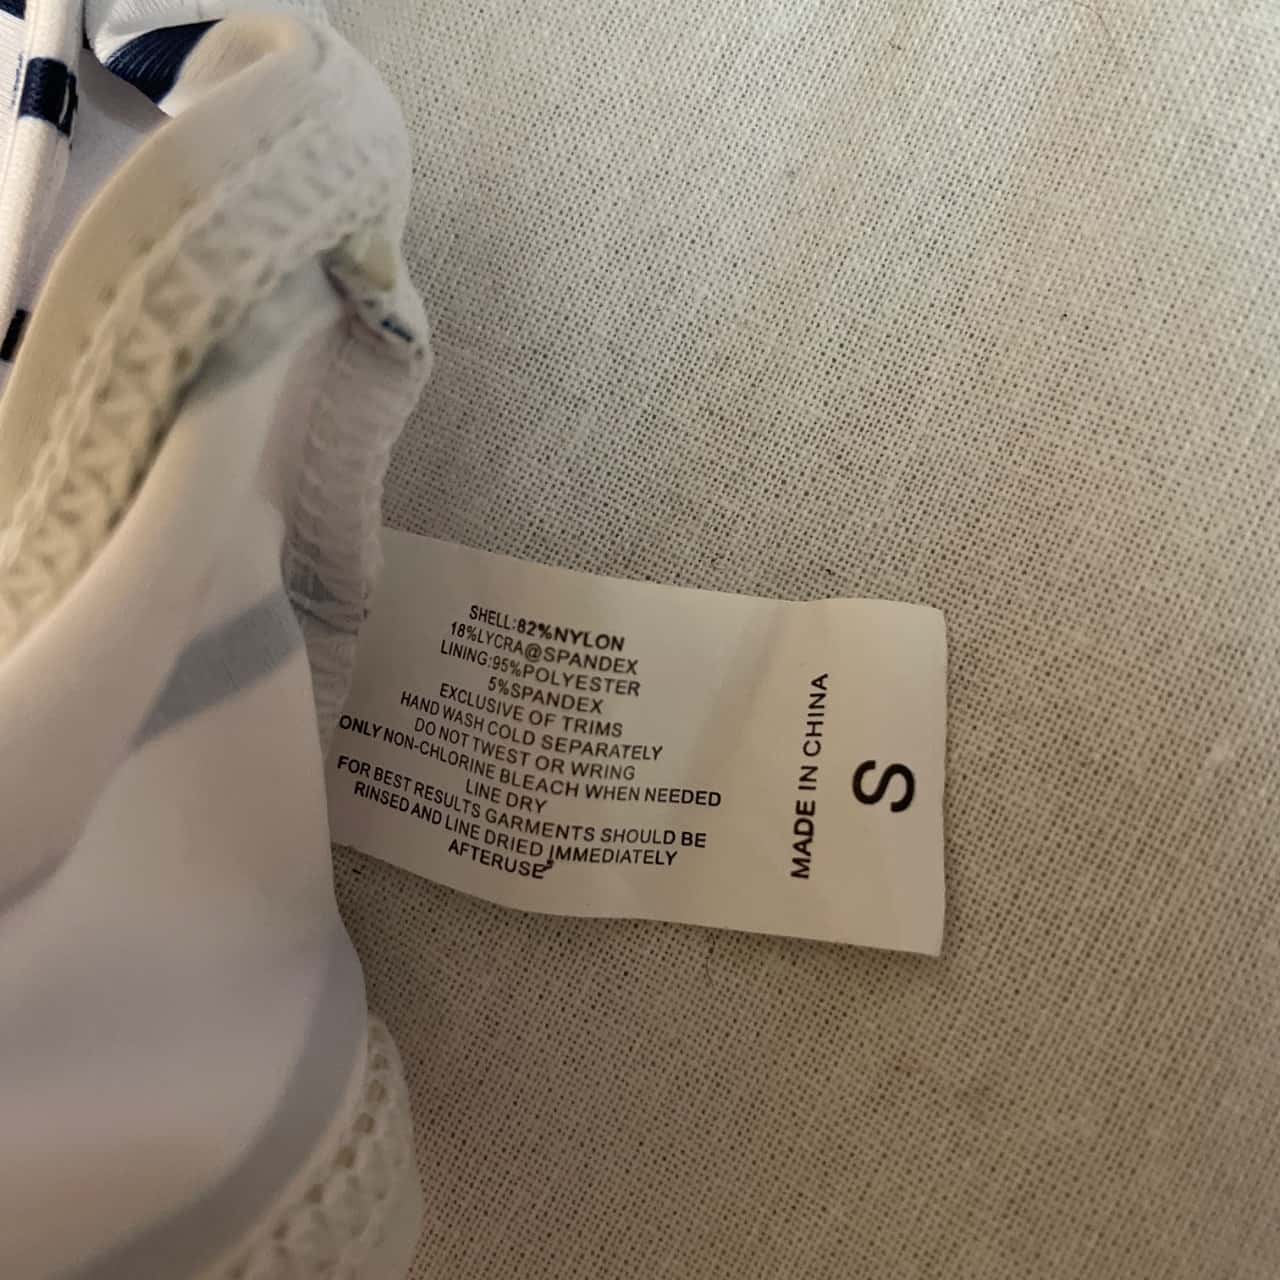 SHELL:82%NYLON
18%LYCRA@SPANDEX
LINING:95%POLYESTER
5%SPANDEX
EXCLUSIVE OF TRIMS
HAND WASH COLD SEPARATELY
DO NOT TWEST OR WRING
ONLY NON-CHLORINE BLEACH WHEN NEEDED
LINE DRY
FOR BEST RESULTS GARMENTS SHOULD BE
RINSED AND LINE DRIED IMMEDIATELY
AFTERUSE
MADE IN CHINA
S